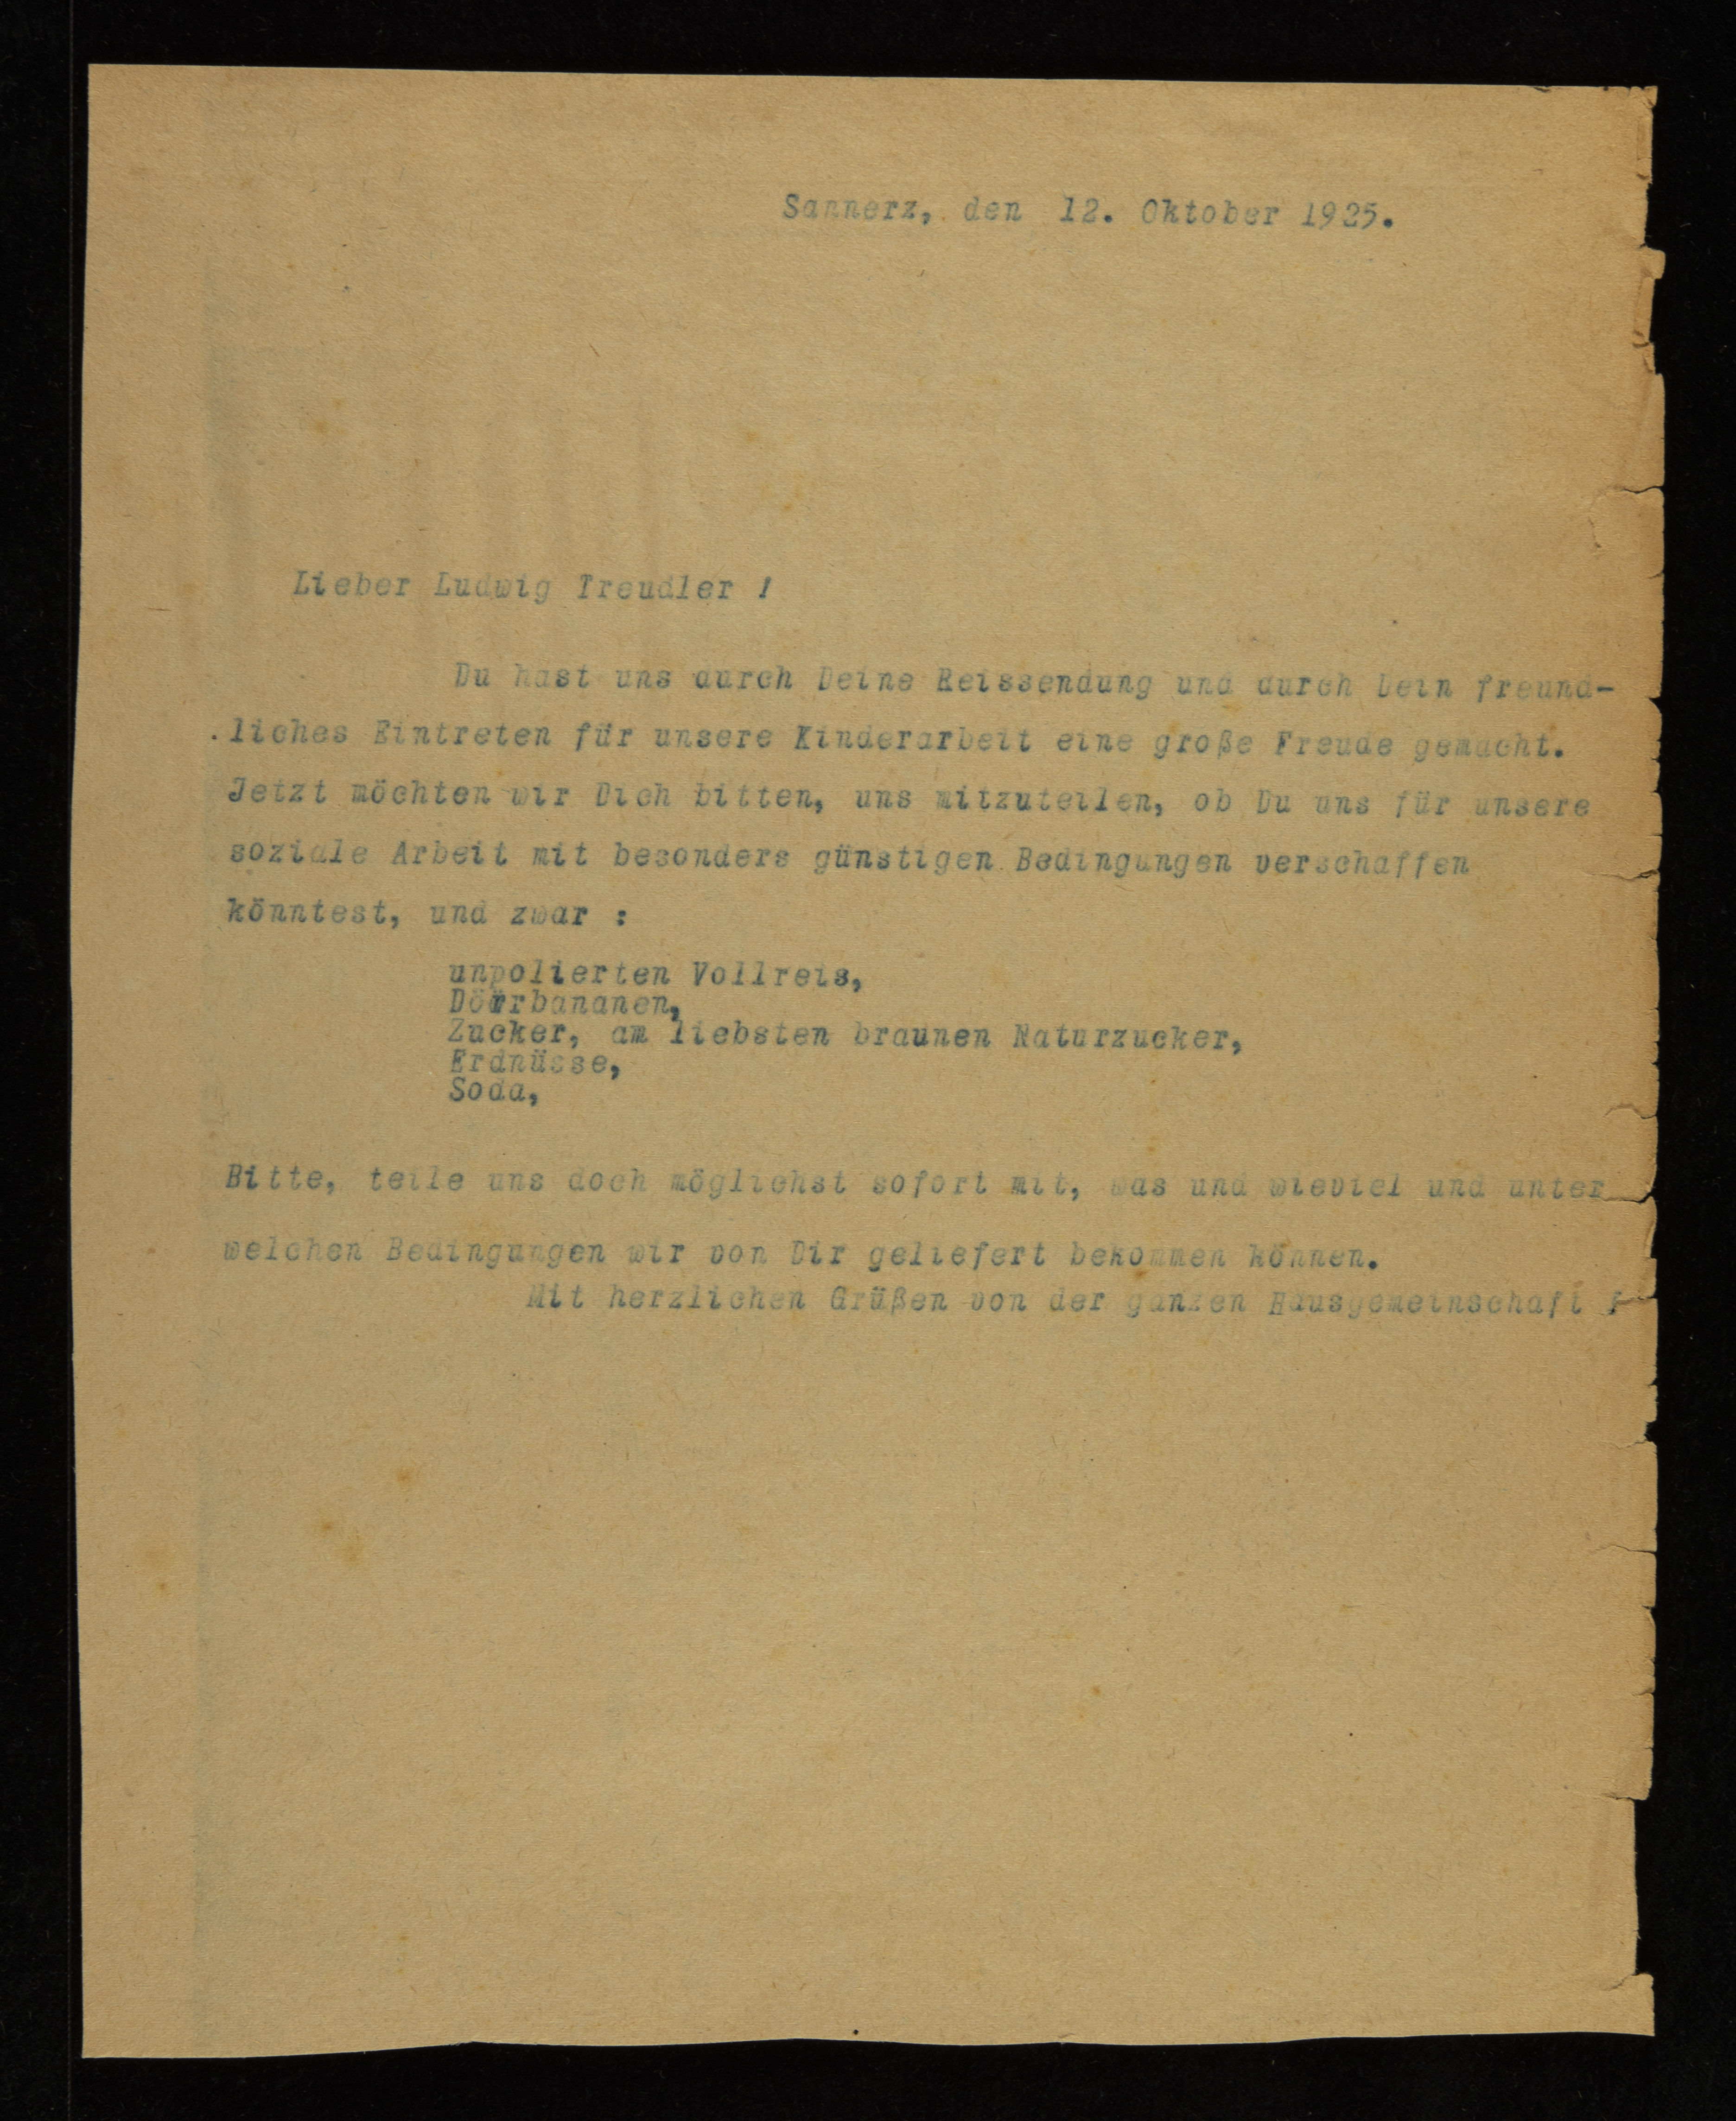 Sannerz, den 12. Oktober 1925.
Lieber Ludwig Treudler !
Du hast uns durch Deine Reissendung und durch Dein freund-
liches Eintreten für unsere Kinderarbeit eine große Freude gemacht.
Jetzt möchten wir Dich bitten, uns mitzuteilen, ob Du uns für unsere
soziale Arbeit mit besonders günstigen Bedingungen verschaffen
könntest, und zwar :
unpolierten Vollreis,
Dörrbananen,
Zucker, am liebsten braunen Naturzucker,
Erdnüsse,
Soda,
Bitte, teile uns doch möglichst sofort mit, was und wieviel und unter
welchen Bedingungen wir von Dir geliefert bekommen können.
Mit herzlichen Grüßen von der ganzen Hausgemeinschaft !